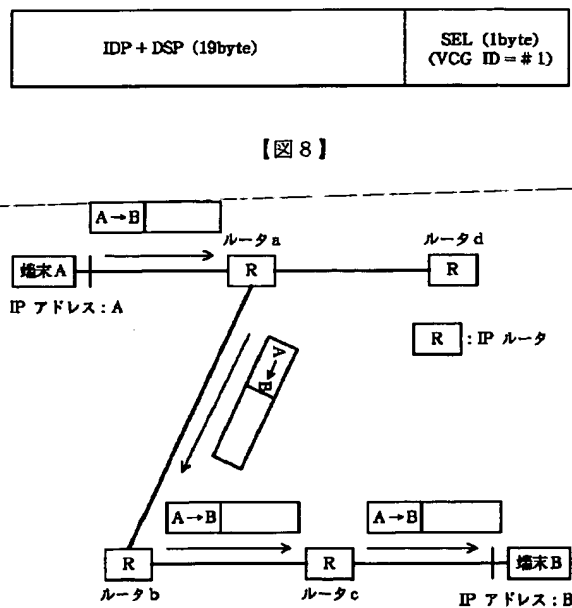 IDP + DSP (19byte)
SEL (1byte)
(VCG ID = # 1)
【図8】
A→B
ルータa
ルータd
端末A
R
R
IP アドレス : A
R : IP ルータ
A→B
A→B
A→B
R
R
端末B
ルータb
ルータc
IP アドレス : B